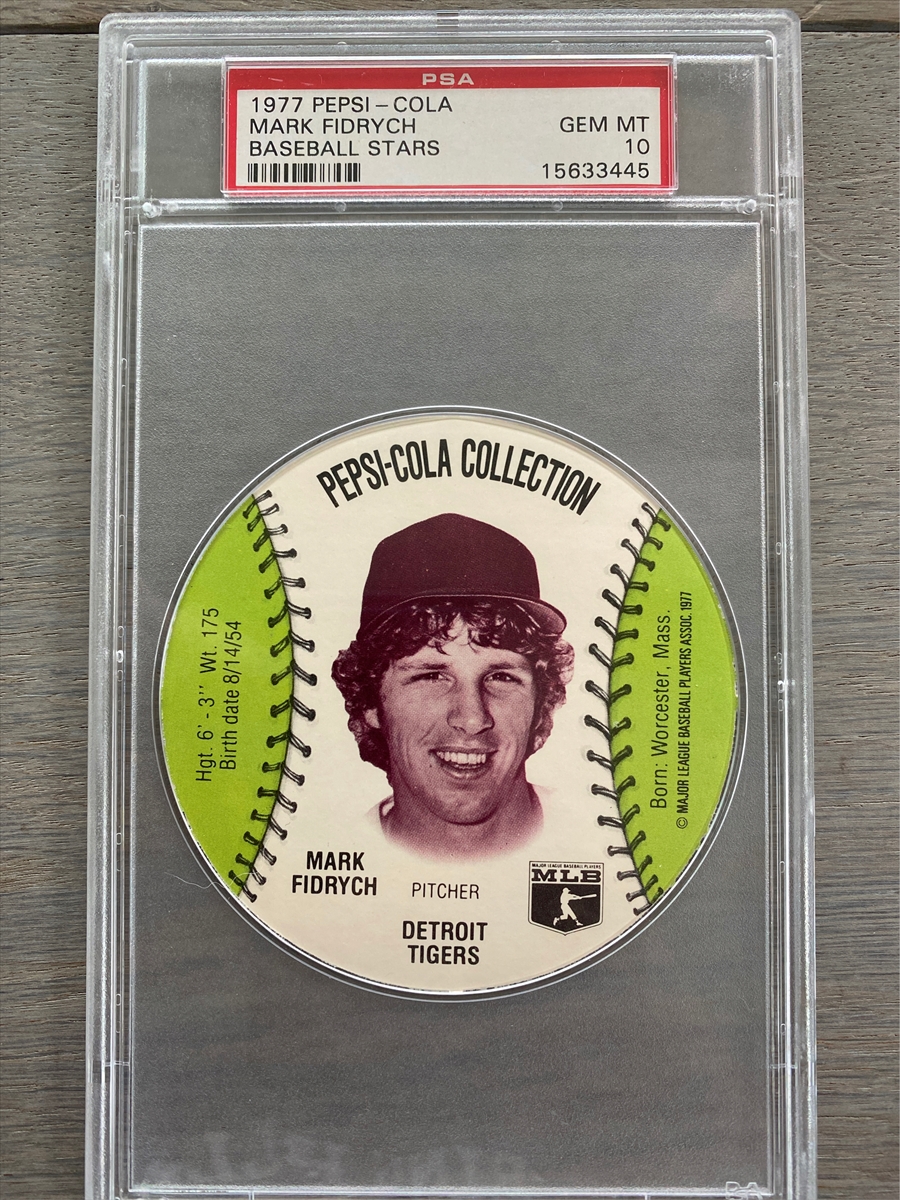 PSA
1977 PEPSI-COLA
MARK FIDRYCH GEM MT
BASEBALL STARS 10
15633445
PEPSI-COLA COLLECTION
Hgt. 6' - 3" Wt. 175
Birth date 8/14/54
Born: Worcester, Mass.
© MAJOR LEAGUE BASEBALL PLAYERS ASSOC. 1977
MARK
FIDRYCH
PITCHER
DETROIT
TIGERS
MAJOR LEAGUE BASEBALL PLAYERS
MLB